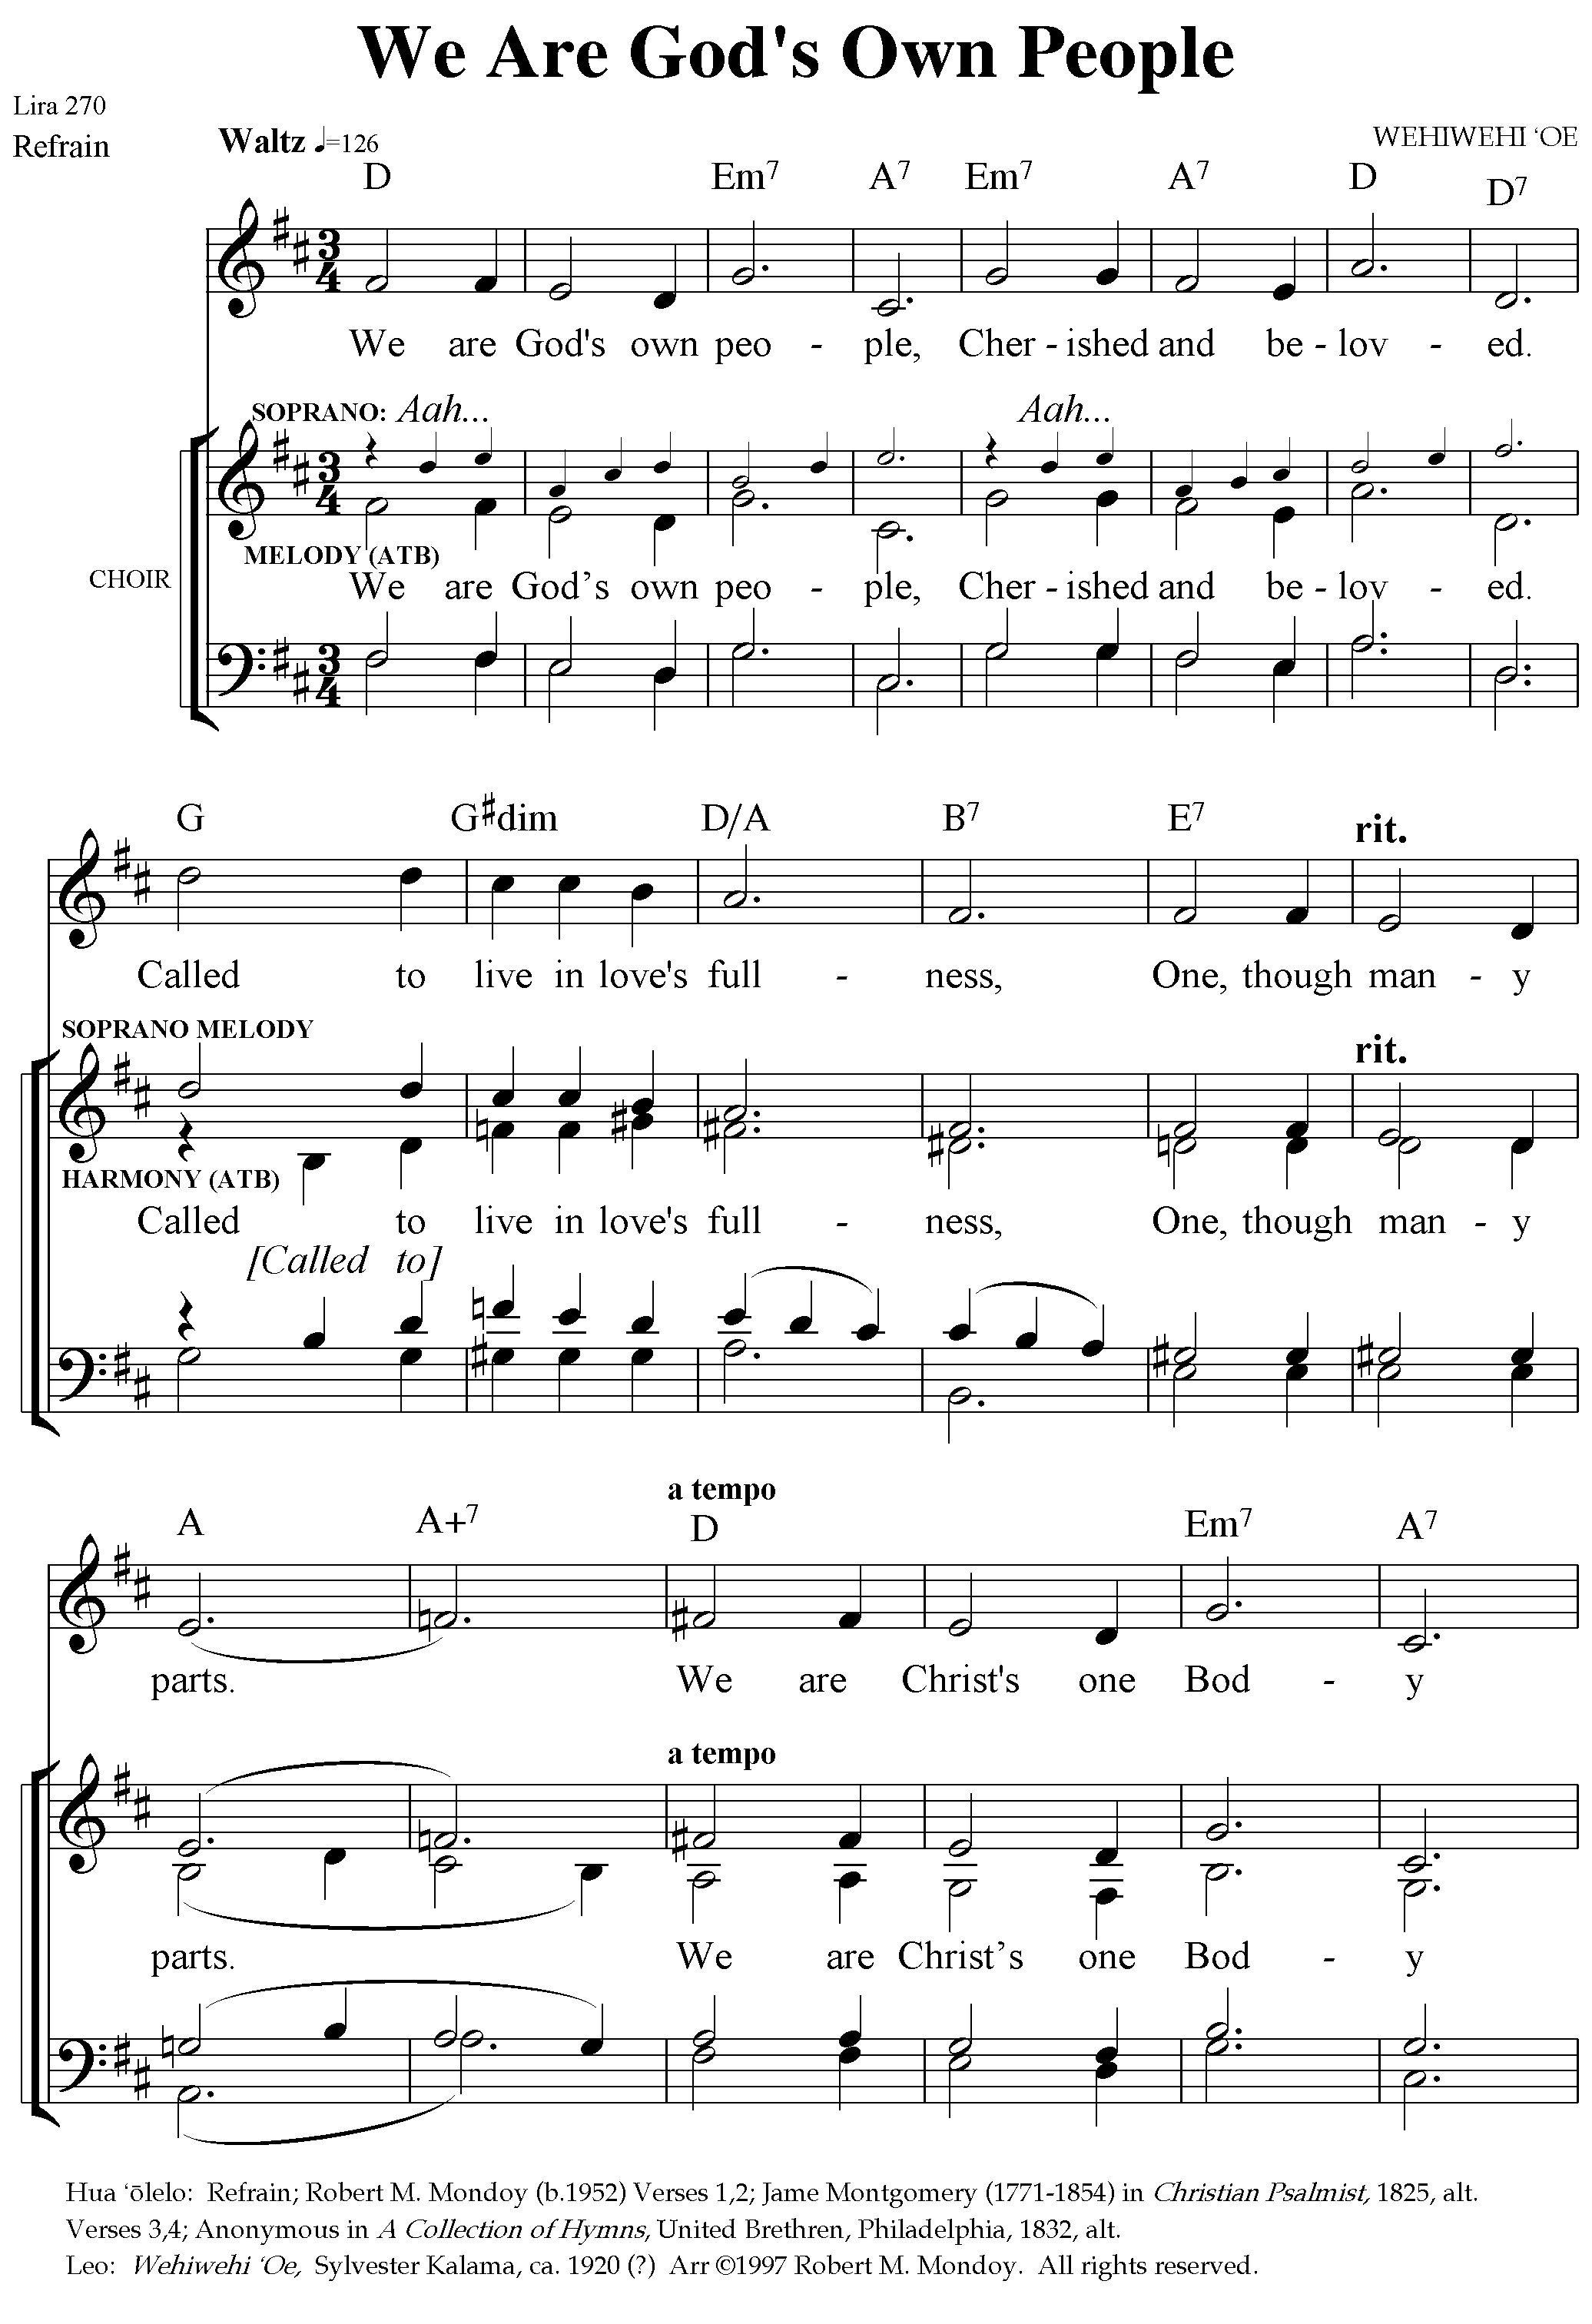 We Are God's Own People
Lira 270
Refrain
Waltz ♩=126
WEHIWEHI ʻOE
D Em7 A7 Em7 A7 D D7
We are God's own peo - ple, Cher - ished and be - lov - ed.
SOPRANO: Aah... Aah...
MELODY (ATB)
CHOIR
We are God’s own peo - ple, Cher - ished and be - lov - ed.
G G#dim D/A B7 E7 rit.
Called to live in love's full - ness, One, though man - y
SOPRANO MELODY
rit.
HARMONY (ATB)
Called to live in love's full - ness, One, though man - y
[Called to]
a tempo
A A+7 D Em7 A7
parts. We are Christ's one Bod - y
a tempo
parts. We are Christ’s one Bod - y
Hua ʻōlelo: Refrain; Robert M. Mondoy (b.1952) Verses 1,2; Jame Montgomery (1771-1854) in Christian Psalmist, 1825, alt.
Verses 3,4; Anonymous in A Collection of Hymns, United Brethren, Philadelphia, 1832, alt.
Leo: Wehiwehi ʻOe, Sylvester Kalama, ca. 1920 (?) Arr ©1997 Robert M. Mondoy. All rights reserved.